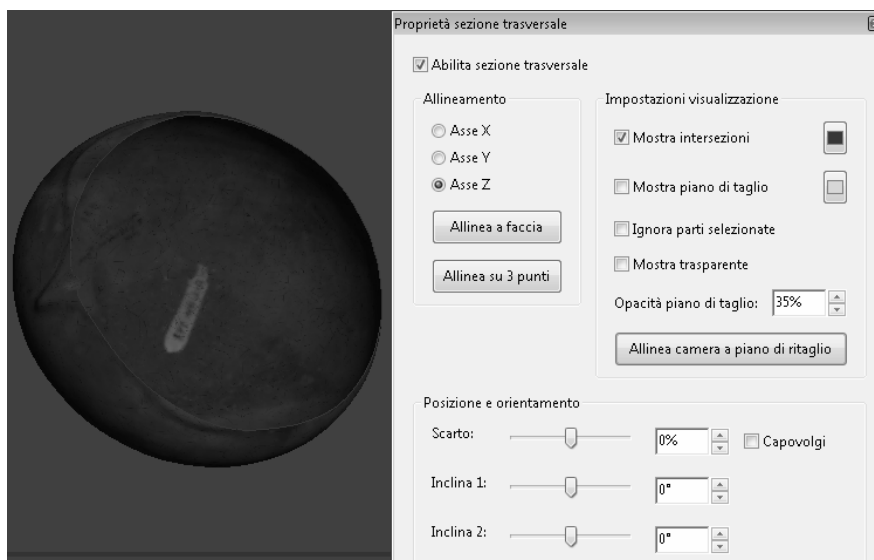 Proprietà sezione trasversale
Abilita sezione trasversale
Allineamento
Asse X
Asse Y
Asse Z
Allinea a faccia
Allinea su 3 punti
Impostazioni visualizzazione
Mostra intersezioni
Mostra piano di taglio
Ignora parti selezionate
Mostra trasparente
Opacità piano di taglio: 35%
Allinea camera a piano di ritaglio
Posizione e orientamento
Scarto: 0% Capovolgi
Inclina 1: 0°
Inclina 2: 0°